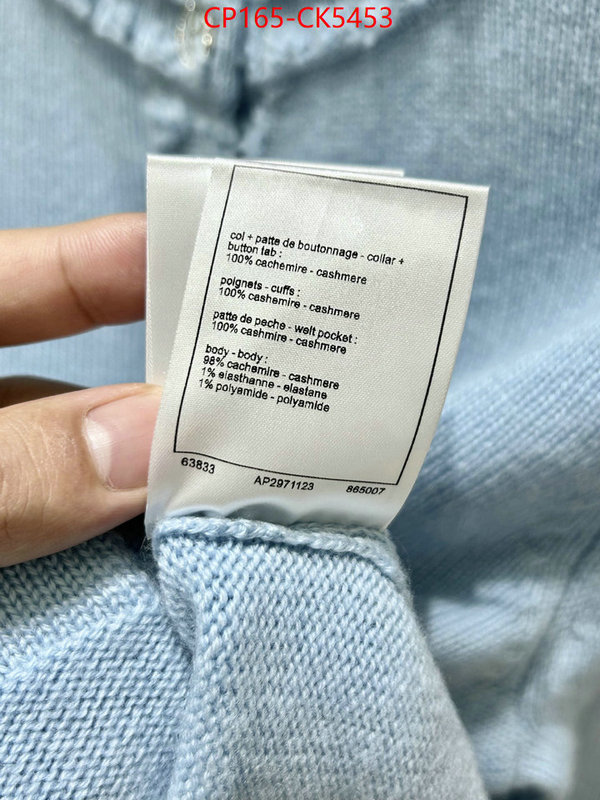 CP165-CK5453
col + patte de boutonnage - collar +
button tab :
100% cachemire - cashmere
poignets - cuffs :
100% cashemire - cashmere
patte de peche - welt pocket :
100% cashmire - cashmere
body - body :
98% cachemire - cashmere
1% elasthanne - elastane
1% polyamide - polyamide
63833 AP2971123 865007